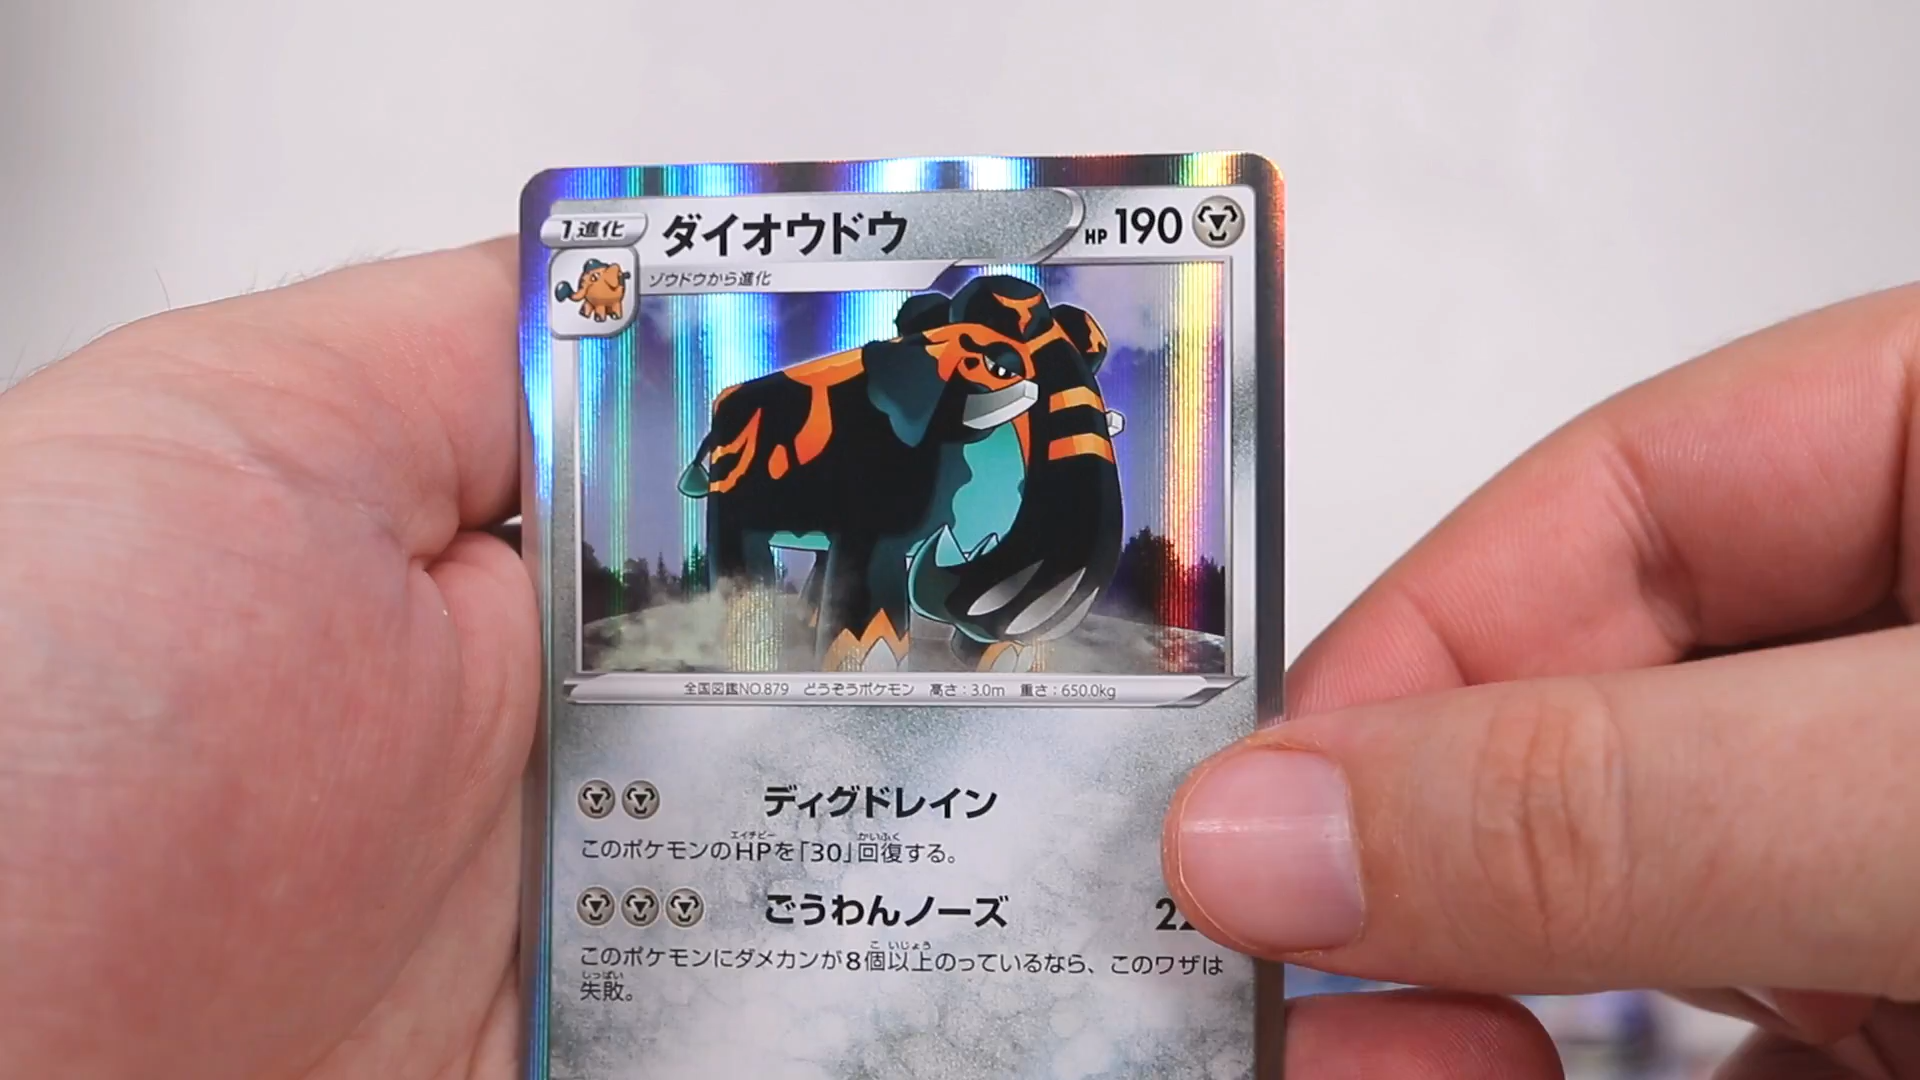 1進化 ダイオウドウ HP 190
ゾウドウから進化
全国図鑑NO.879 どうぞうポケモン 高さ:3.0m 重さ:650.0kg
ディグドレイン
エイチピー かいふく
このポケモンのHPを「30」回復する。
ごうわんノーズ
こ いじょう
このポケモンにダメカンが8個以上のっているなら、このワザは
しっぱい
失敗。